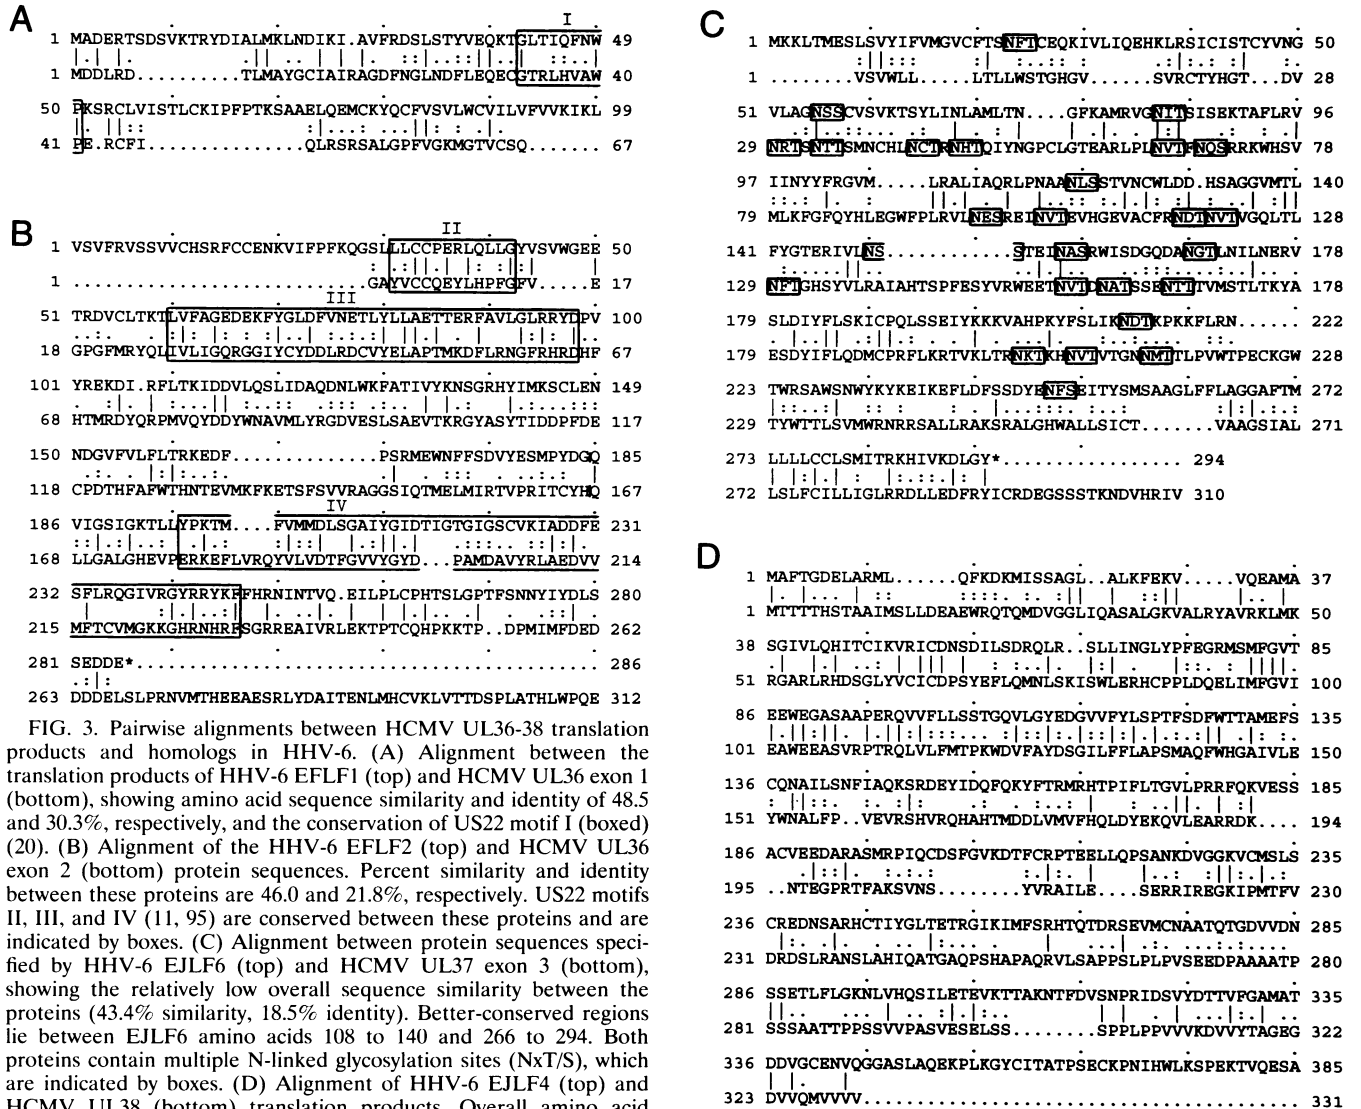 A
I
1 MADERTSDSVKTRYDIALMKLNDIKI.AVFRDSLSTYVEQKTGLTIQFNW 49
1 MDDLRD..........TLMAYGCIAIRAGDFNGLNDFLEQECGTRLHVAW 40
50 PKSRCLVISTLCKIPFPTKSAAELQEMCKYQCFVSVLWCVILVFVVKIKL 99
41 PE.RCFI...............QLRSRSALGPFVGKMGTVCSQ....... 67
B
II
1 VSVFRVSSVVCHSRFCCENKVIFPFKQGSLLLCCPERLQLLGYVSVWGEE 50
1 ............................GAYVCCQEYLHPFGFV.....E 17
III
51 TRDVCLTKTLVFAGEDEKFYGLDFVNETLYLLAETTERFAVLGLRRYDPV 100
18 GPGFMRYQLIVLIGQRGGIYCYDDLRDCVYELAPTMKDFLRNGFRHRDHF 67
101 YREKDI.RFLTKIDDVLQSLIDAQDNLWKFATIVYKNSGRHYIMKSCLEN 149
68 HTMRDYQRPMVQYDDYWNAVMLYRGDVESLSAEVTKRGYASYTIDDPFDE 117
150 NDGVFVLFLTRKEDF..............PSRMEWNFFSDVYESMPYDGQ 185
118 CPDTHFAFWTHNTEVMKFKETSFSVVRAGGSIQTMELMIRTVPRITCYHQ 167
IV
186 VIGSIGKTLLYPKTM....FVMMDLSGAIYGIDTIGTGIGSCVKIADDFE 231
168 LLGALGHEVPERKEFLVRQYVLVDTFGVVYGYD...PAMDAVYRLAEDVV 214
232 SFLRQGIVRGYRRYKFFHRNINTVQ.EILPLCPHTSLGPTFSNNYIYDLS 280
215 MFTCVMGKKGHRNHRFSGRREAIVRLEKTPTCQHPKKTP..DPMIMFDED 262
281 SEDDE*............................................ 286
263 DDDELSLPRNVMTHEEAESRLYDAITENLMHCVKLVTTDSPLATHLWPQE 312
FIG. 3. Pairwise alignments between HCMV UL36-38 translation
products and homologs in HHV-6. (A) Alignment between the
translation products of HHV-6 EFLF1 (top) and HCMV UL36 exon 1
(bottom), showing amino acid sequence similarity and identity of 48.5
and 30.3%, respectively, and the conservation of US22 motif I (boxed)
(20). (B) Alignment of the HHV-6 EFLF2 (top) and HCMV UL36
exon 2 (bottom) protein sequences. Percent similarity and identity
between these proteins are 46.0 and 21.8%, respectively. US22 motifs
II, III, and IV (11, 95) are conserved between these proteins and are
indicated by boxes. (C) Alignment between protein sequences speci-
fied by HHV-6 EJLF6 (top) and HCMV UL37 exon 3 (bottom),
showing the relatively low overall sequence similarity between the
proteins (43.4% similarity, 18.5% identity). Better-conserved regions
lie between EJLF6 amino acids 108 to 140 and 266 to 294. Both
proteins contain multiple N-linked glycosylation sites (NxT/S), which
are indicated by boxes. (D) Alignment of HHV-6 EJLF4 (top) and
HCMV UL38 (bottom) translation products. Overall amino acid
C
1 MKKLTMESLSVYIFVMGVCFTSNFTCEQKIVLIQEHKLRSICISTCYVNG 50
1 ........VSVWLL.....LTLLWSTGHGV......SVRCTYHGT...DV 28
51 VLAGNSSCVSVKTSYLINLAMLTN....GFKAMRVGNITSISEKTAFLRV 96
29 NRTSNTTSMNCHLNCTRNHTQIYNGPCLGTEARLPLNVTFNQSRRKWHSV 78
97 IINYYFRGVM.....LRALIAQRLPNAANLSSTVNCWLDD.HSAGGVMTL 140
79 MLKFGFQYHLEGWFPLRVLNESREINVTEVHGEVACFRNDTNVTVGQLTL 128
141 FYGTERIVLNS............STEINASRWISDGQDANGTLNILNERV 178
129 NFTGHSYVLRAIAHTSPFESYVRWEETNVTDNATSSENTTTVMSTLTKYA 178
179 SLDIYFLSKICPQLSSEIYKKKVAHPKYFSLIKNDTKPKKFLRN...... 222
179 ESDYIFLQDMCPRFLKRTVKLTRNKTKHNVTVTGNNMTTLPVWTPECKGW 228
223 TWRSAWSNWYKYKEIKEFLDFSSDYENFSEITYSMSAAGLFFLAGGAFTM 272
229 TYWTTLSVMWRNRRSALLRAKSRALGHWALLSICT.......VAAGSIAL 271
273 LLLLCCLSMITRKHIVKDLGY*................. 294
272 LSLFCILLIGLRRDLLEDFRYICRDEGSSSTKNDVHRIV 310
D
1 MAFTGDELARML......QFKDKMISSAGL..ALKFEKV.....VQEAMA 37
1 MTTTTHSTAAIMSLLDEAEWRQTQMDVGGLIQASALGKVALRYAVRKLMK 50
38 SGIVLQHITCIKVRICDNSDILSDRQLR..SLLINGLYPFEGRMSMFGVT 85
51 RGARLRHDSGLYVCICDPSYEFLQMNLSKISWLERHCPPLDQELIMFGVI 100
86 EEWEGASAAPERQVVFLLSSTGQVLGYEDGVVFYLSPTFSDFWTTAMEFS 135
101 EAWEEASVRPTRQLVLFMTPKWDVFAYDSGILFFLAPSMAQFWHGAIVLE 150
136 CQNAILSNFIAQKSRDEYIDQFQKYFTRMRHTPIFLTGVLPRRFQKVESS 185
151 YWNALFP..VEVRSHVRQHAHTMDDLVMVFHQLDYEKQVLEARRDK.... 194
186 ACVEEDARASMRPIQCDSFGVKDTFCRPTEELLQPSANKDVGGKVCMSLS 235
195 ..NTEGPRTFAKSVNS........YVRAILE....SERRIREGKIPMTFV 230
236 CREDNSARHCTIYGLTETRGIKIMFSRHTQTDRSEVMCNAATQTGDVVDN 285
231 DRDSLRANSLAHIQATGAQPSHAPAQRVLSAPPSLPLPVSEEDPAAAATP 280
286 SSETLFLGKNLVHQSILETEVKTTAKNTFDVSNPRIDSVYDTTVFGAMAT 335
281 SSSAATTPPSSVVPASVESELSS........SPPLPPVVVKDVVYTAGEG 322
336 DDVGCENVQGGASLAQEKPLKGYCITATPSECKPNIHWLKSPEKTVQESA 385
323 DVVQMVVVV......................................... 331